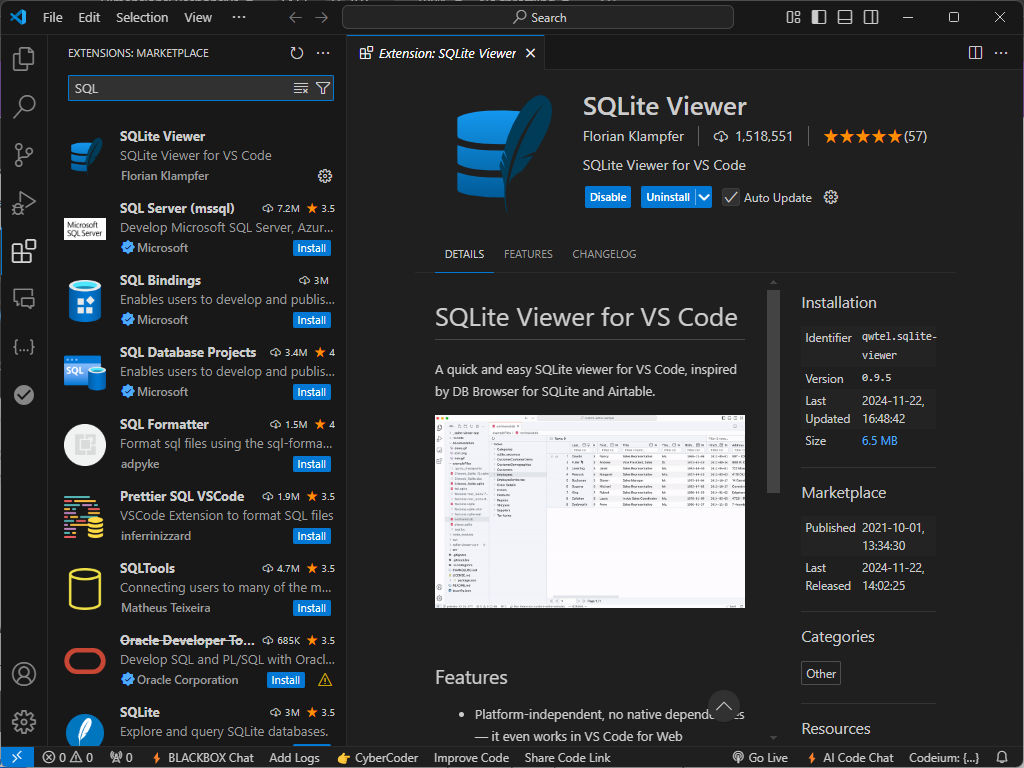 File Edit Selection View ··· Search
EXTENSIONS: MARKETPLACE
SQL
SQLite Viewer
SQLite Viewer for VS Code
Florian Klampfer
SQL Server (mssql) 7.2M ★ 3.5
Microsoft SQL Server
Develop Microsoft SQL Server, Azur...
Microsoft Install
SQL Bindings 3M
Enables users to develop and publis...
Microsoft Install
SQL Database Projects 3.4M ★ 4
SQL
Enables users to develop and publis...
Microsoft Install
SQL Formatter 1.5M ★ 4
Format sql files using the sql-forma...
adpyke Install
Prettier SQL VSCode 1.9M ★ 3.5
VSCode Extension to format SQL files
inferrinizzard Install
SQLTools 4.7M ★ 3.5
Connecting users to many of the m...
Matheus Teixeira Install
Oracle Developer To... 685K ★ 3.5
Develop SQL and PL/SQL with Oracl...
Oracle Corporation Install
SQLite 3M ★ 3.5
Explore and query SQLite databases.
Extension: SQLite Viewer
SQLite Viewer
Florian Klampfer 1,518,551 ★★★★★(57)
SQLite Viewer for VS Code
Disable Uninstall Auto Update
DETAILS FEATURES CHANGELOG
SQLite Viewer for VS Code
A quick and easy SQLite viewer for VS Code, inspired
by DB Browser for SQLite and Airtable.
Features
• Platform-independent, no native dependencies
— it even works in VS Code for Web
Installation
Identifier qwtel.sqlite-
viewer
Version 0.9.5
Last 2024-11-22,
Updated 16:48:42
Size 6.5 MB
Marketplace
Published 2021-10-01,
13:34:30
Last 2024-11-22,
Released 14:02:25
Categories
Other
Resources
0 0 0 BLACKBOX Chat Add Logs CyberCoder Improve Code Share Code Link Go Live AI Code Chat Codeium: {...}